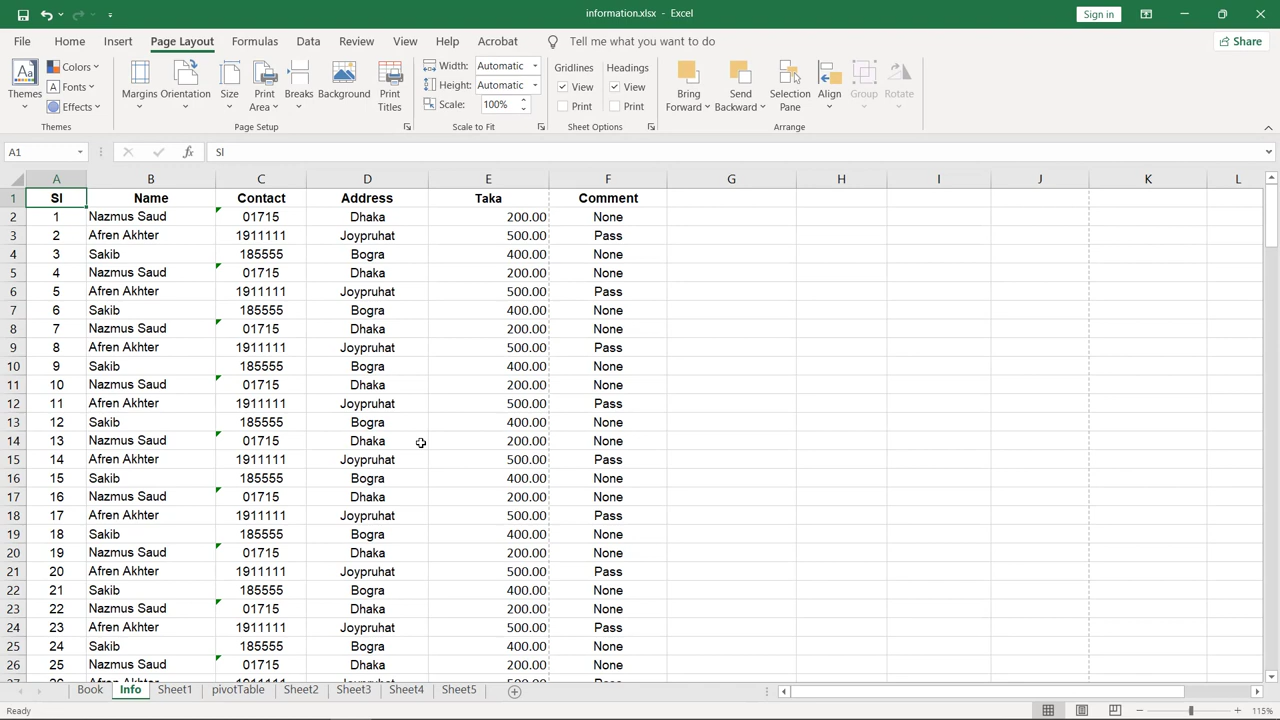 information.xlsx - Excel
Sign in
File Home Insert Page Layout Formulas Data Review View Help Acrobat Tell me what you want to do Share
Themes Colors Fonts Effects
Margins Orientation Size Print Area Breaks Background Print Titles
Width: Automatic
Height: Automatic
Scale: 100%
Gridlines Headings
View View
Print Print
Bring Forward Send Backward Selection Pane Align Group Rotate
Themes Page Setup Scale to Fit Sheet Options Arrange
A1 fx SI
A B C D E F G H I J K L
1 SI Name Contact Address Taka Comment
2 1 Nazmus Saud 01715 Dhaka 200.00 None
3 2 Afren Akhter 1911111 Joypruhat 500.00 Pass
4 3 Sakib 185555 Bogra 400.00 None
5 4 Nazmus Saud 01715 Dhaka 200.00 None
6 5 Afren Akhter 1911111 Joypruhat 500.00 Pass
7 6 Sakib 185555 Bogra 400.00 None
8 7 Nazmus Saud 01715 Dhaka 200.00 None
9 8 Afren Akhter 1911111 Joypruhat 500.00 Pass
10 9 Sakib 185555 Bogra 400.00 None
11 10 Nazmus Saud 01715 Dhaka 200.00 None
12 11 Afren Akhter 1911111 Joypruhat 500.00 Pass
13 12 Sakib 185555 Bogra 400.00 None
14 13 Nazmus Saud 01715 Dhaka 200.00 None
15 14 Afren Akhter 1911111 Joypruhat 500.00 Pass
16 15 Sakib 185555 Bogra 400.00 None
17 16 Nazmus Saud 01715 Dhaka 200.00 None
18 17 Afren Akhter 1911111 Joypruhat 500.00 Pass
19 18 Sakib 185555 Bogra 400.00 None
20 19 Nazmus Saud 01715 Dhaka 200.00 None
21 20 Afren Akhter 1911111 Joypruhat 500.00 Pass
22 21 Sakib 185555 Bogra 400.00 None
23 22 Nazmus Saud 01715 Dhaka 200.00 None
24 23 Afren Akhter 1911111 Joypruhat 500.00 Pass
25 24 Sakib 185555 Bogra 400.00 None
26 25 Nazmus Saud 01715 Dhaka 200.00 None
Book Info Sheet1 pivotTable Sheet2 Sheet3 Sheet4 Sheet5
Ready 115%